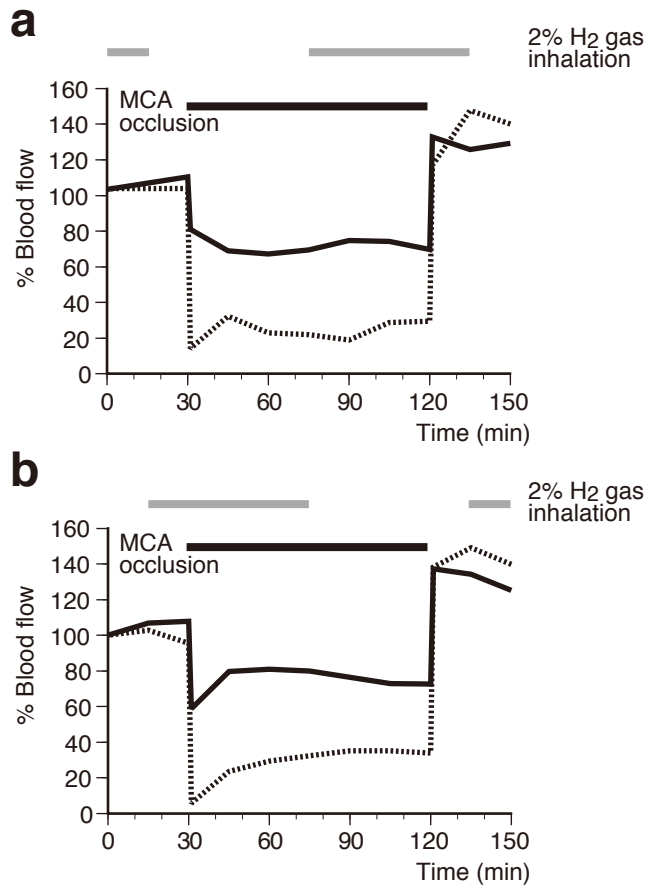 a
2% H2 gas
inhalation
160
140
120
100
80
60
40
20
0
% Blood flow
MCA
occlusion
0 30 60 90 120 150
Time (min)
b
2% H2 gas
inhalation
160
140
120
100
80
60
40
20
0
% Blood flow
MCA
occlusion
0 30 60 90 120 150
Time (min)